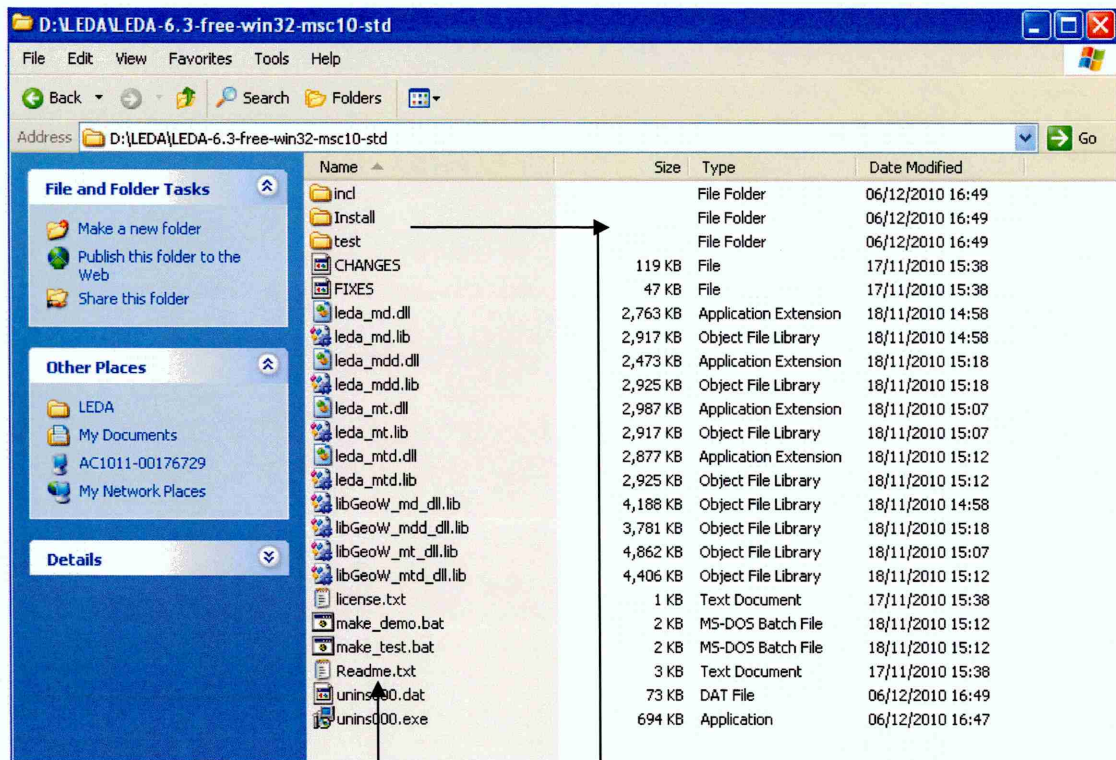 D:\LEDA\LEDA-6.3-free-win32-msc10-std
File Edit View Favorites Tools Help
Back Search Folders
Address D:\LEDA\LEDA-6.3-free-win32-msc10-std Go
File and Folder Tasks
Make a new folder
Publish this folder to the
Web
Share this folder
Other Places
LEDA
My Documents
AC1011-00176729
My Network Places
Details
Name Size Type Date Modified
incl File Folder 06/12/2010 16:49
Install File Folder 06/12/2010 16:49
test File Folder 06/12/2010 16:49
CHANGES 119 KB File 17/11/2010 15:38
FIXES 47 KB File 17/11/2010 15:38
leda_md.dll 2,763 KB Application Extension 18/11/2010 14:58
leda_md.lib 2,917 KB Object File Library 18/11/2010 14:58
leda_mdd.dll 2,473 KB Application Extension 18/11/2010 15:18
leda_mdd.lib 2,925 KB Object File Library 18/11/2010 15:18
leda_mt.dll 2,987 KB Application Extension 18/11/2010 15:07
leda_mt.lib 2,917 KB Object File Library 18/11/2010 15:07
leda_mtd.dll 2,877 KB Application Extension 18/11/2010 15:12
leda_mtd.lib 2,925 KB Object File Library 18/11/2010 15:12
libGeoW_md_dll.lib 4,188 KB Object File Library 18/11/2010 14:58
libGeoW_mdd_dll.lib 3,781 KB Object File Library 18/11/2010 15:18
libGeoW_mt_dll.lib 4,862 KB Object File Library 18/11/2010 15:07
libGeoW_mtd_dll.lib 4,406 KB Object File Library 18/11/2010 15:12
license.txt 1 KB Text Document 17/11/2010 15:38
make_demo.bat 2 KB MS-DOS Batch File 18/11/2010 15:12
make_test.bat 2 KB MS-DOS Batch File 18/11/2010 15:12
Readme.txt 3 KB Text Document 17/11/2010 15:38
unins000.dat 73 KB DAT File 06/12/2010 16:49
unins000.exe 694 KB Application 06/12/2010 16:47